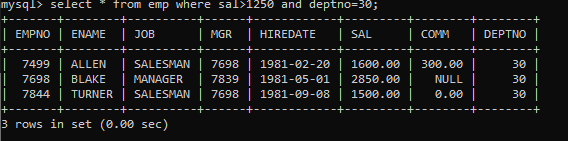 mysql> select * from emp where sal>1250 and deptno=30;
+-------+--------+----------+------+------------+---------+--------+--------+
| EMPNO | ENAME  | JOB      | MGR  | HIREDATE   | SAL     | COMM   | DEPTNO |
+-------+--------+----------+------+------------+---------+--------+--------+
|  7499 | ALLEN  | SALESMAN | 7698 | 1981-02-20 | 1600.00 | 300.00 |     30 |
|  7698 | BLAKE  | MANAGER  | 7839 | 1981-05-01 | 2850.00 |   NULL |     30 |
|  7844 | TURNER | SALESMAN | 7698 | 1981-09-08 | 1500.00 |   0.00 |     30 |
+-------+--------+----------+------+------------+---------+--------+--------+
3 rows in set (0.00 sec)